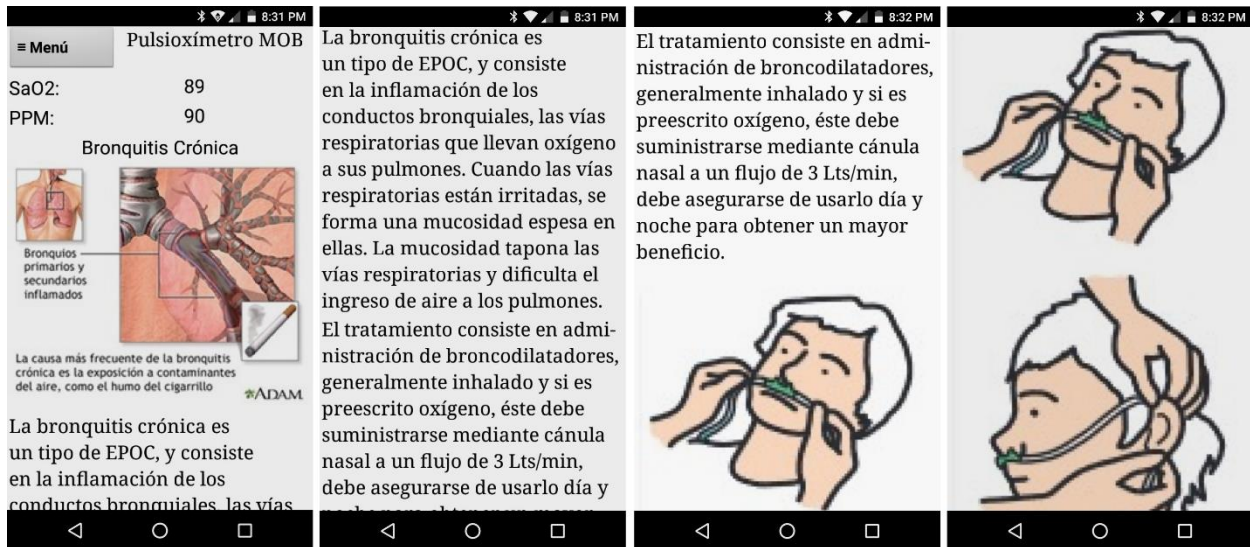 8:31 PM
≡ Menú
Pulsioxímetro MOB
SaO2: 89
PPM: 90
Bronquitis Crónica
Bronquios
primarios y
secundarios
inflamados
La causa más frecuente de la bronquitis
crónica es la exposición a contaminantes
del aire, como el humo del cigarrillo
ADAM
La bronquitis crónica es
un tipo de EPOC, y consiste
en la inflamación de los
conductos bronquiales, las vías
8:31 PM
La bronquitis crónica es
un tipo de EPOC, y consiste
en la inflamación de los
conductos bronquiales, las vías
respiratorias que llevan oxígeno
a sus pulmones. Cuando las vías
respiratorias están irritadas, se
forma una mucosidad espesa en
ellas. La mucosidad tapona las
vías respiratorias y dificulta el
ingreso de aire a los pulmones.
El tratamiento consiste en admi-
nistración de broncodilatadores,
generalmente inhalado y si es
preescrito oxígeno, éste debe
suministrarse mediante cánula
nasal a un flujo de 3 Lts/min,
debe asegurarse de usarlo día y
noche para obtener un mayor
8:32 PM
El tratamiento consiste en admi-
nistración de broncodilatadores,
generalmente inhalado y si es
preescrito oxígeno, éste debe
suministrarse mediante cánula
nasal a un flujo de 3 Lts/min,
debe asegurarse de usarlo día y
noche para obtener un mayor
beneficio.
8:32 PM